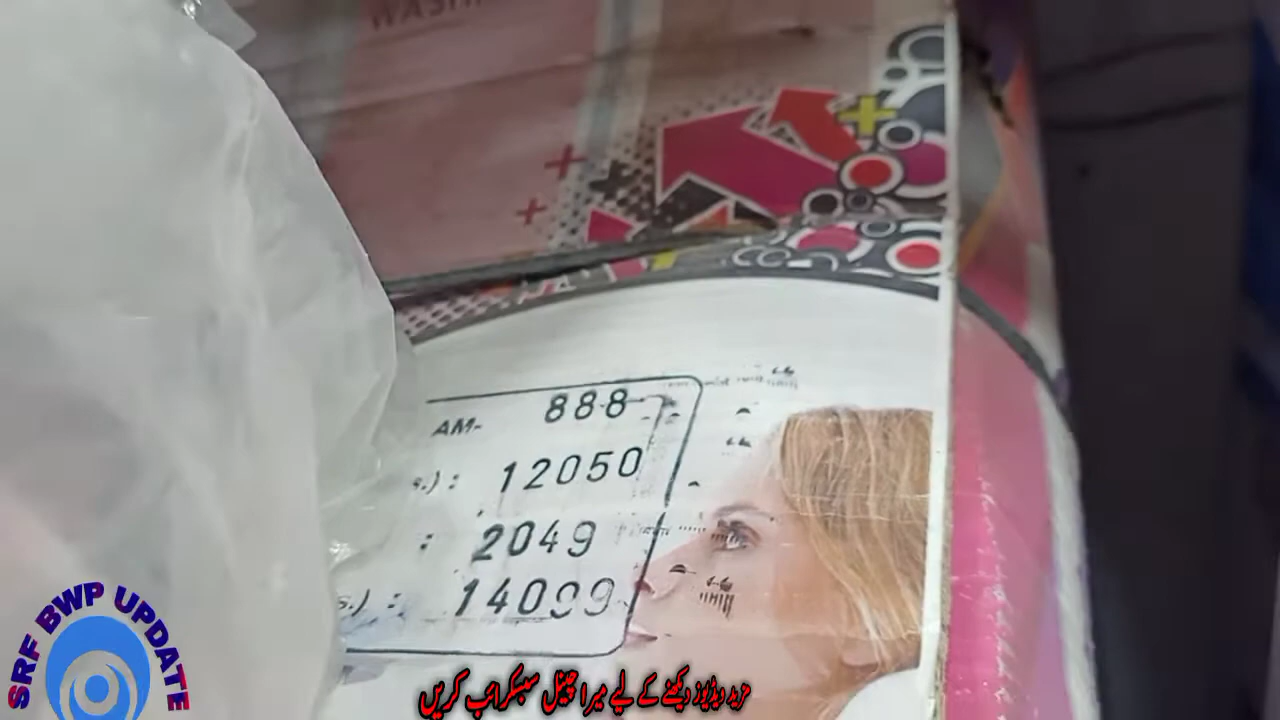 AM- 888
s.) : 12050
: 2049
s.) : 14099
SRF BWP UPDATE
مزید ویڈیوز دیکھنے کے لیے میرا چینل سبسکرائب کریں